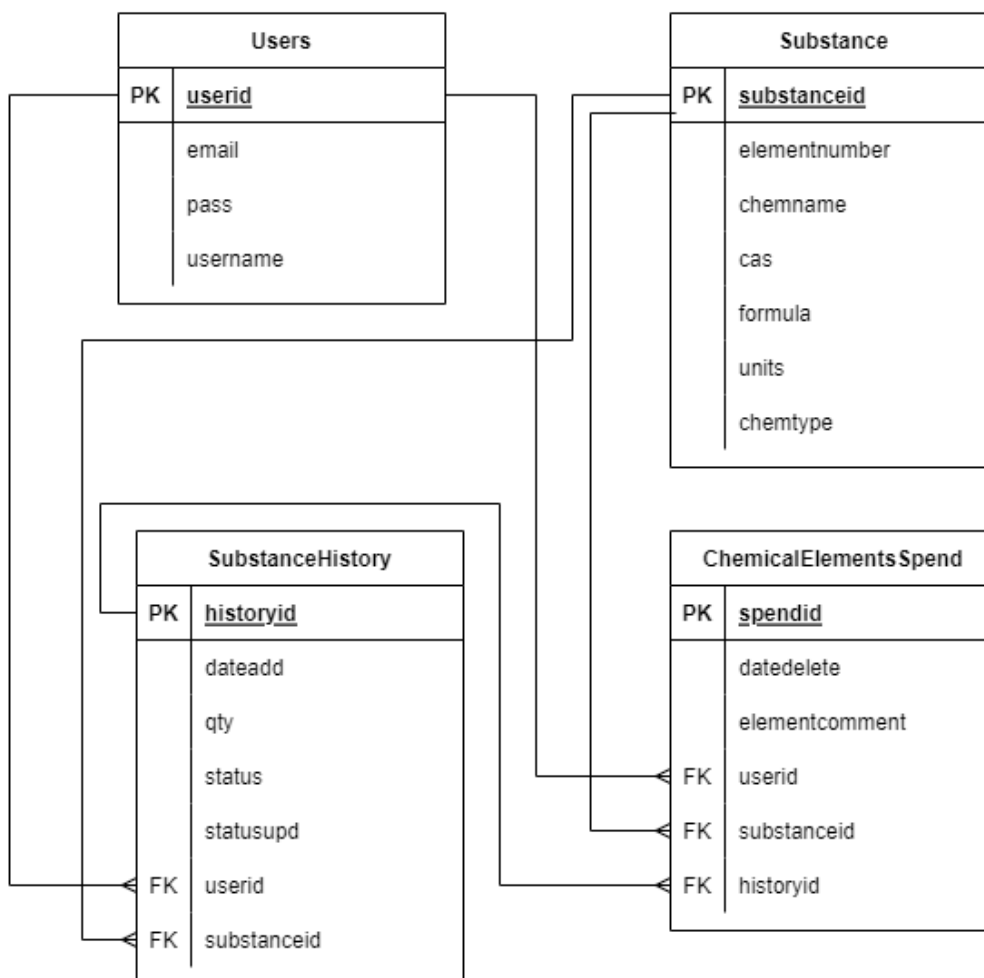 Users
PK userid
email
pass
username
Substance
PK substanceid
elementnumber
chemname
cas
formula
units
chemtype
SubstanceHistory
PK historyid
dateadd
qty
status
statusupd
FK userid
FK substanceid
ChemicalElementsSpend
PK spendid
datedelete
elementcomment
FK userid
FK substanceid
FK historyid